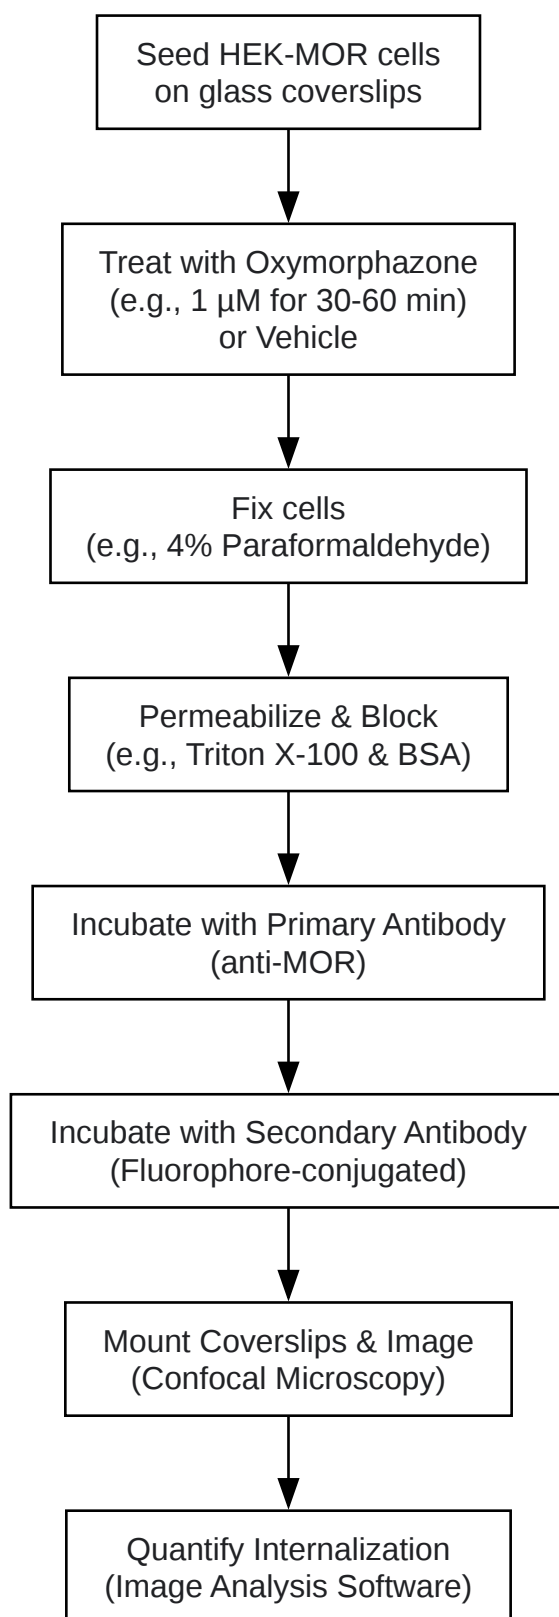 Seed HEK-MOR cells
on glass coverslips
Treat with Oxymorphazone
(e.g., 1 µM for 30-60 min)
or Vehicle
Fix cells
(e.g., 4% Paraformaldehyde)
Permeabilize & Block
(e.g., Triton X-100 & BSA)
Incubate with Primary Antibody
(anti-MOR)
Incubate with Secondary Antibody
(Fluorophore-conjugated)
Mount Coverslips & Image
(Confocal Microscopy)
Quantify Internalization
(Image Analysis Software)